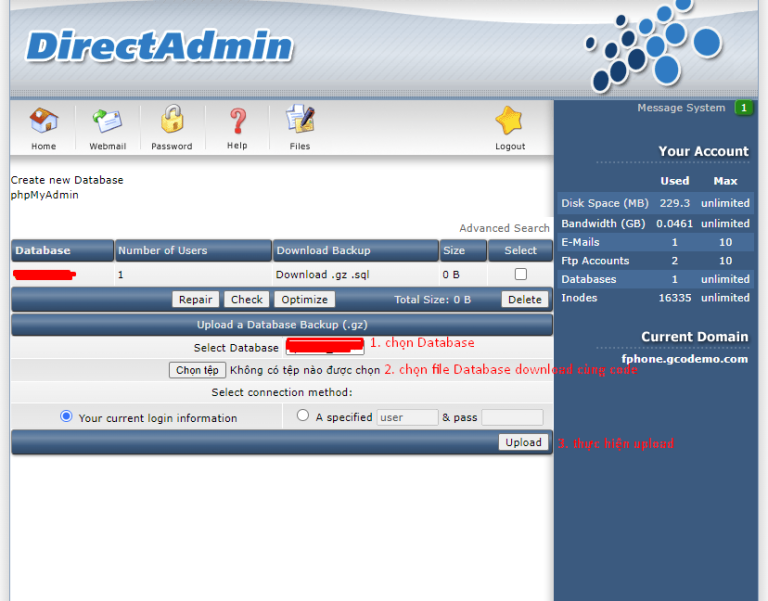 DirectAdmin
Home Webmail Password Help Files Logout
Message System 1
Your Account
Used Max
Disk Space (MB) 229.3 unlimited
Bandwidth (GB) 0.0461 unlimited
E-Mails 1 10
Ftp Accounts 2 10
Databases 1 unlimited
Inodes 16335 unlimited
Current Domain
fphone.gcodemo.com
Create new Database
phpMyAdmin
Advanced Search
Database Number of Users Download Backup Size Select
1 Download .gz .sql 0 B
Repair Check Optimize Total Size: 0 B Delete
Upload a Database Backup (.gz)
Select Database 1. chọn Database
Chọn tệp Không có tệp nào được chọn 2. chọn file Database download cùng code
Select connection method:
Your current login information A specified user & pass
Upload 3. thực hiện upload